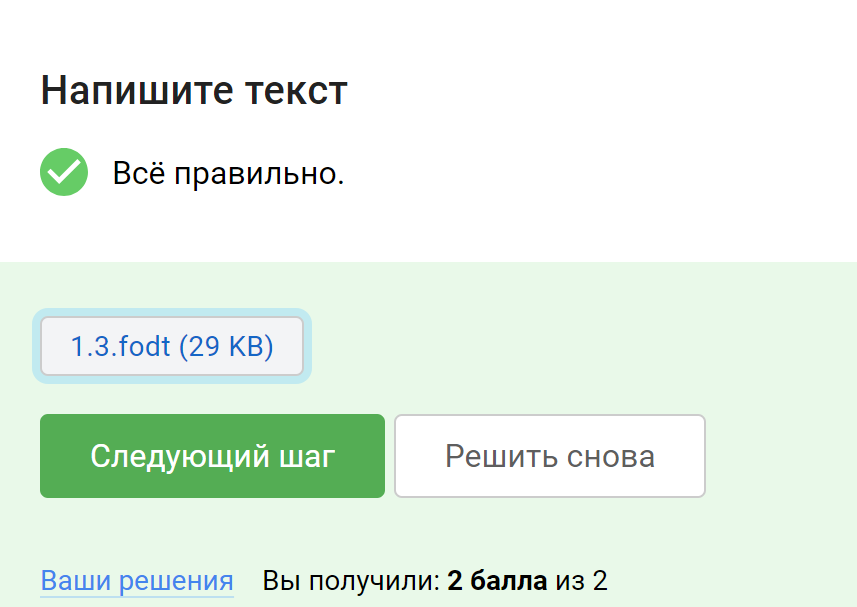 Напишите текст
Всё правильно.
1.3.fodt (29 KB)
Следующий шаг
Решить снова
Ваши решения Вы получили: 2 балла из 2